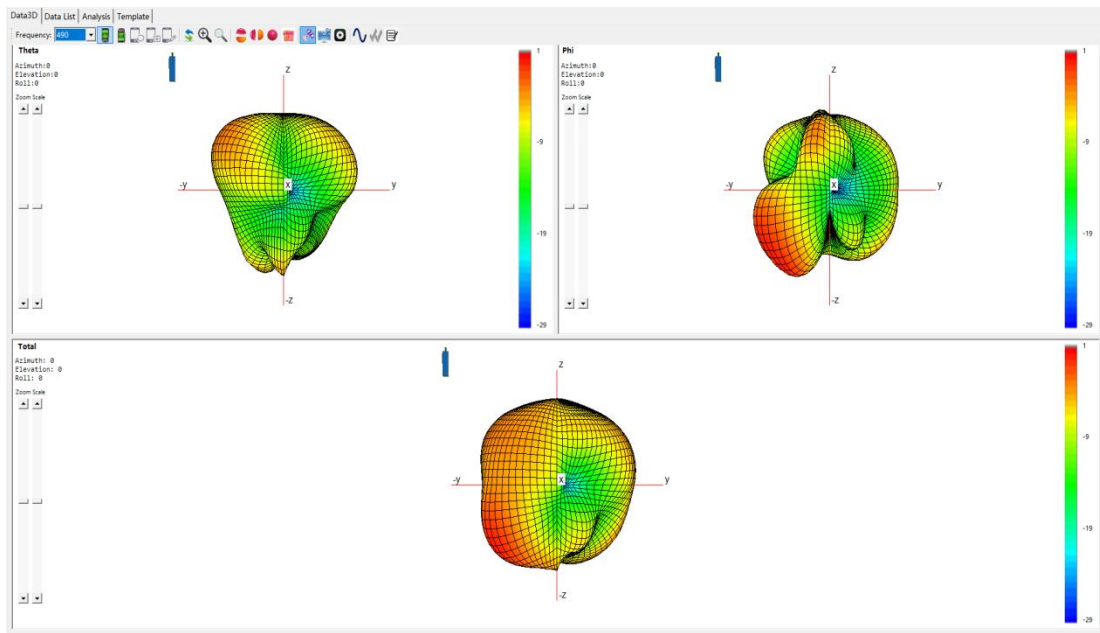 Data3D Data List Analysis Template
Frequency: 490
Theta
Azimuth:0
Elevation:0
Roll:0
Zoom Scale
z
-y
X
y
-z
1
-9
-19
-29
Phi
Azimuth:0
Elevation:0
Roll:0
Zoom Scale
z
-y
X
y
-z
1
-9
-19
-29
Total
Azimuth: 0
Elevation: 0
Roll: 0
Zoom Scale
z
-y
X
y
-z
1
-9
-19
-29